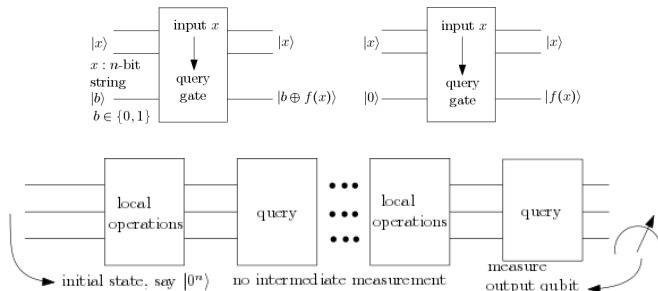 input x
|x⟩
|x⟩
x : n-bit
string
query
gate
|b⟩
|b ⊕ f(x)⟩
b ∈ {0, 1}
input x
|x⟩
|x⟩
query
gate
|0⟩
|f(x)⟩
local
operations
query
local
operations
query
initial state, say |0ⁿ⟩
no intermediate measurement
measure
output qubit